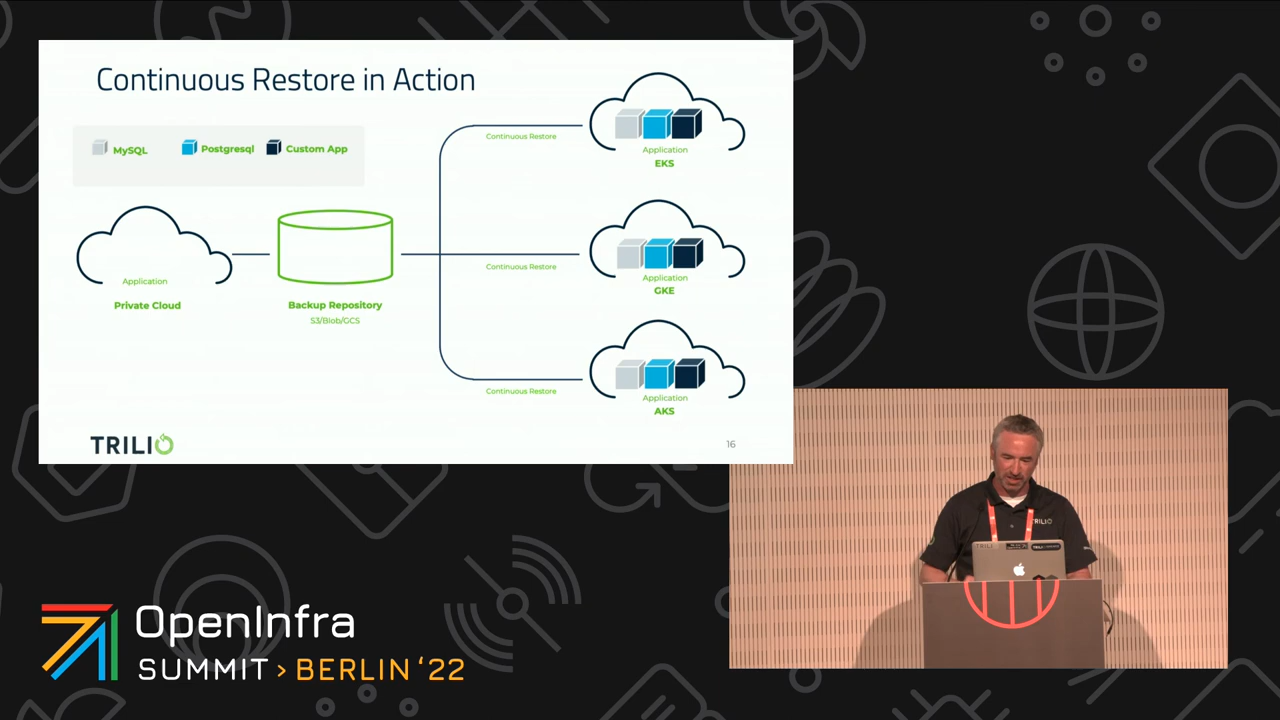 Continuous Restore in Action
MySQL
Postgresql
Custom App
Application
Private Cloud
Backup Repository
S3/Blob/GCS
Continuous Restore
Application
EKS
Continuous Restore
Application
GKE
Continuous Restore
Application
AKS
TRILIO
16
TRILIO
OpenInfra
SUMMIT > BERLIN '22